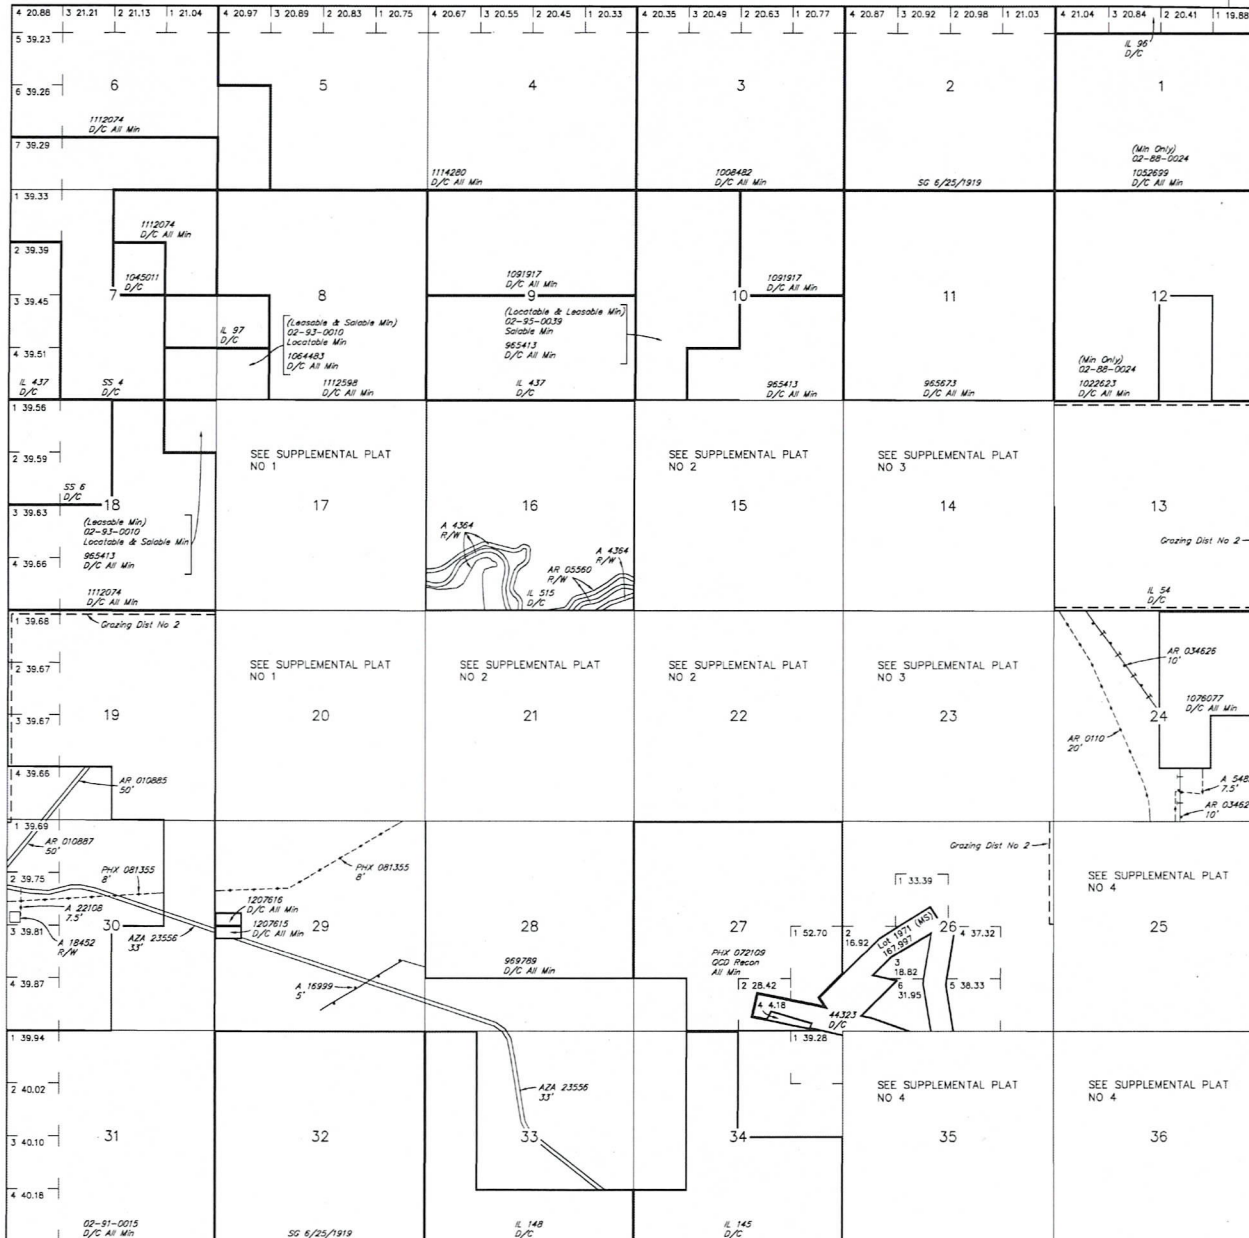 4 20.88 3 21.21 2 21.13 1 21.04 4 20.97 3 20.89 2 20.83 1 20.75 4 20.67 3 20.55 2 20.45 1 20.33 4 20.35 3 20.49 2 20.63 1 20.77 4 20.87 3 20.92 2 20.98 1 21.03 4 21.04 3 20.84 2 20.41 1 19.88
5 39.23
IL 96
D/C
6 5 4 3 2 1
6 39.26
1112074
D/C All Min
7 39.29
(Min Only)
02-88-0024
1052699
D/C All Min
1114280
D/C All Min
1008482
D/C All Min
SG 6/25/1919
1 39.33
1112074
D/C All Min
2 39.39
1045011
D/C
1091917
D/C All Min
1091917
D/C All Min
3 39.45
7 8 9 10 11 12
(Leasable & Salable Min)
02-93-0010
Locatable Min
1064483
D/C All Min
(Locatable & Leasable Min)
02-95-0039
Salable Min
965413
D/C All Min
IL 97
D/C
4 39.51
(Min Only)
02-88-0024
1022623
D/C All Min
IL 437
D/C
SS 4
D/C
1112598
D/C All Min
IL 437
D/C
965413
D/C All Min
965673
D/C All Min
1 39.56
SEE SUPPLEMENTAL PLAT
NO 1
SEE SUPPLEMENTAL PLAT
NO 2
SEE SUPPLEMENTAL PLAT
NO 3
2 39.59
SS 6
D/C
3 39.63
18 17 16 15 14 13
(Leasable Min)
02-93-0010
Locatable & Salable Min
965413
D/C All Min
4 39.66
A 4364
R/W
A 4364
R/W
AR 05560
R/W
Grazing Dist No 2
1112074
D/C All Min
IL 515
D/C
IL 54
D/C
1 39.68
Grazing Dist No 2
2 39.67
SEE SUPPLEMENTAL PLAT
NO 1
SEE SUPPLEMENTAL PLAT
NO 2
SEE SUPPLEMENTAL PLAT
NO 2
SEE SUPPLEMENTAL PLAT
NO 3
AR 034626
10'
1076077
D/C All Min
3 39.67
19 20 21 22 23 24
AR 0110
20'
4 39.66
AR 010885
50'
7.5'
10'
1 39.69
AR 010887
50'
Grazing Dist No 2
2 39.75
PHX 081355
8'
PHX 081355
8'
1 33.39
SEE SUPPLEMENTAL PLAT
NO 4
A 22108
7.5'
1207616
D/C All Min
1207615
D/C All Min
3 39.81
30 29 28 27 26 25
A 18452
R/W
AZA 23556
33'
1 52.70
2
16.92
Lot 1971 (MS)
167.997
4 37.32
PHX 072109
QCD Recon
All Min
969789
D/C All Min
3
18.82
4 39.87
A 16999
5'
2 28.42
6
31.95
5 38.33
4 4.18
44323
D/C
1 39.94
1 39.28
2 40.02
AZA 23556
33'
SEE SUPPLEMENTAL PLAT
NO 4
SEE SUPPLEMENTAL PLAT
NO 4
3 40.10
31 32 33 34 35 36
4 40.18
02-91-0015
D/C All Min
SG 6/25/1919
IL 148
D/C
IL 145
D/C